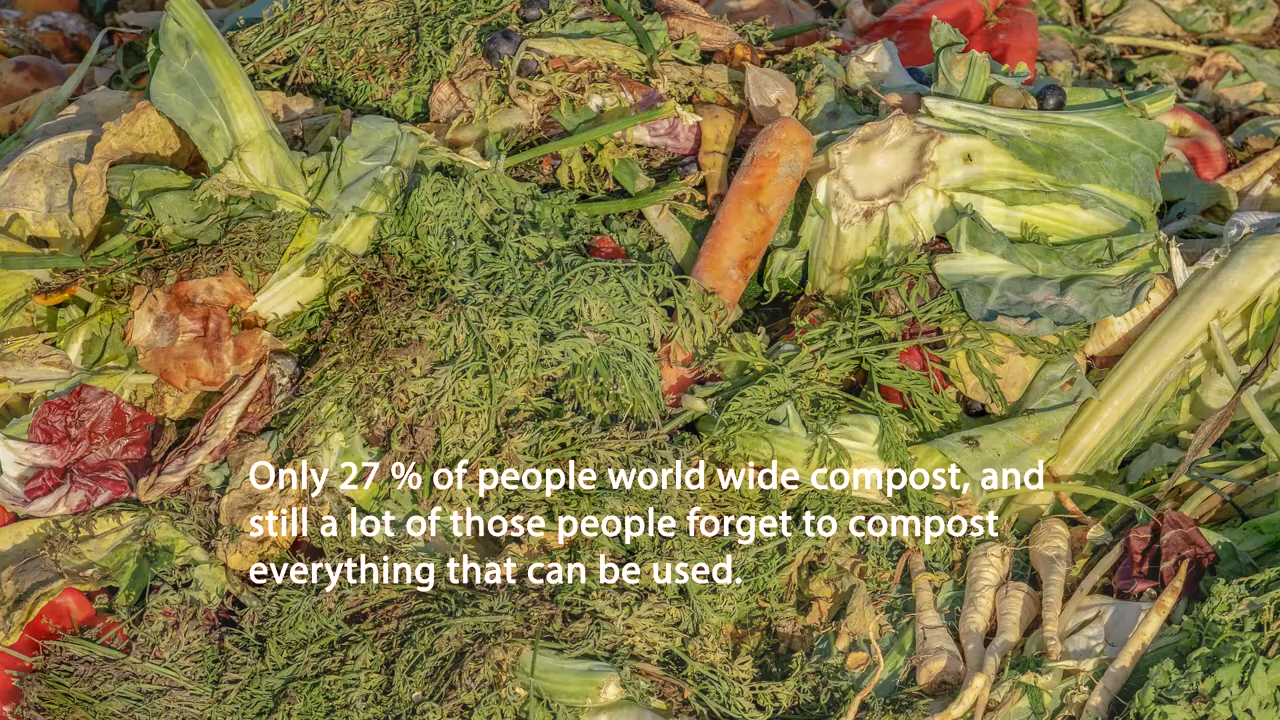 Only 27 % of people world wide compost, and
still a lot of those people forget to compost
everything that can be used.